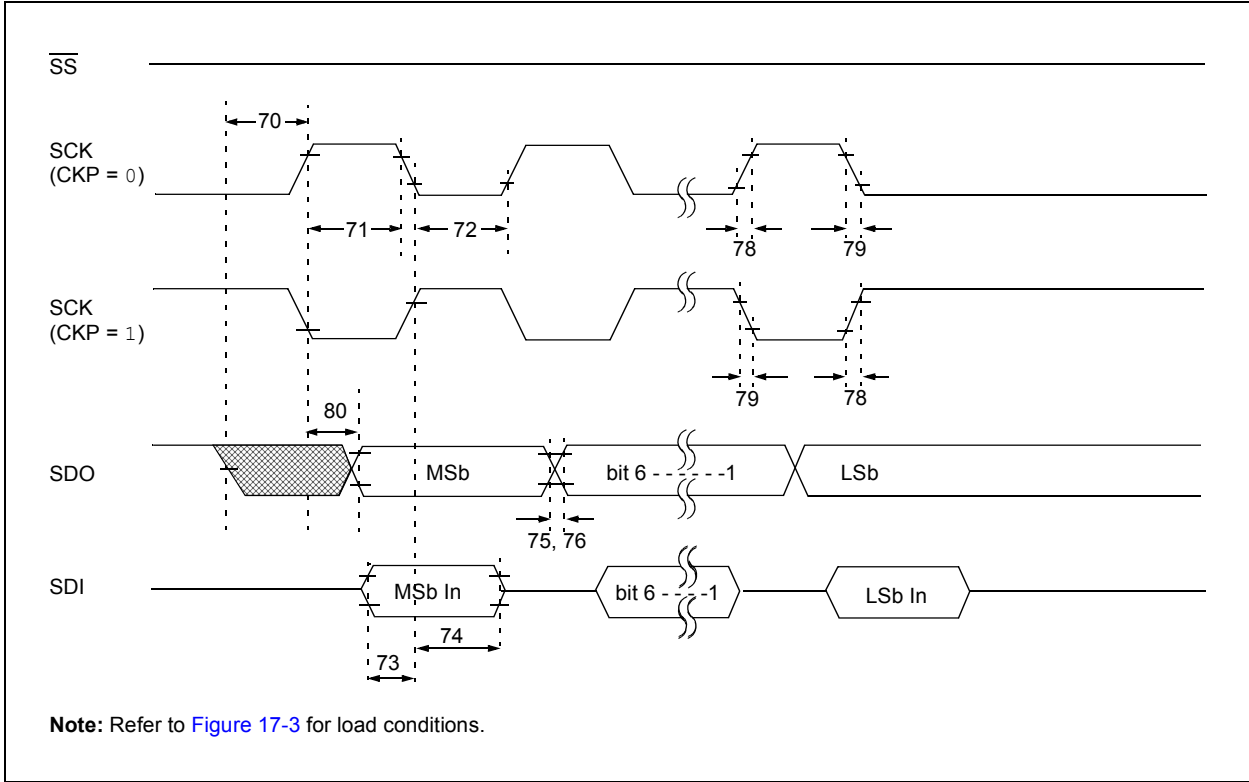 SS
70
SCK
(CKP = 0)
71
72
78
79
SCK
(CKP = 1)
79
78
80
SDO
MSb
bit 6 - - - - - -1
LSb
75, 76
SDI
MSb In
bit 6 - - - - -1
LSb In
74
73
Note: Refer to Figure 17-3 for load conditions.